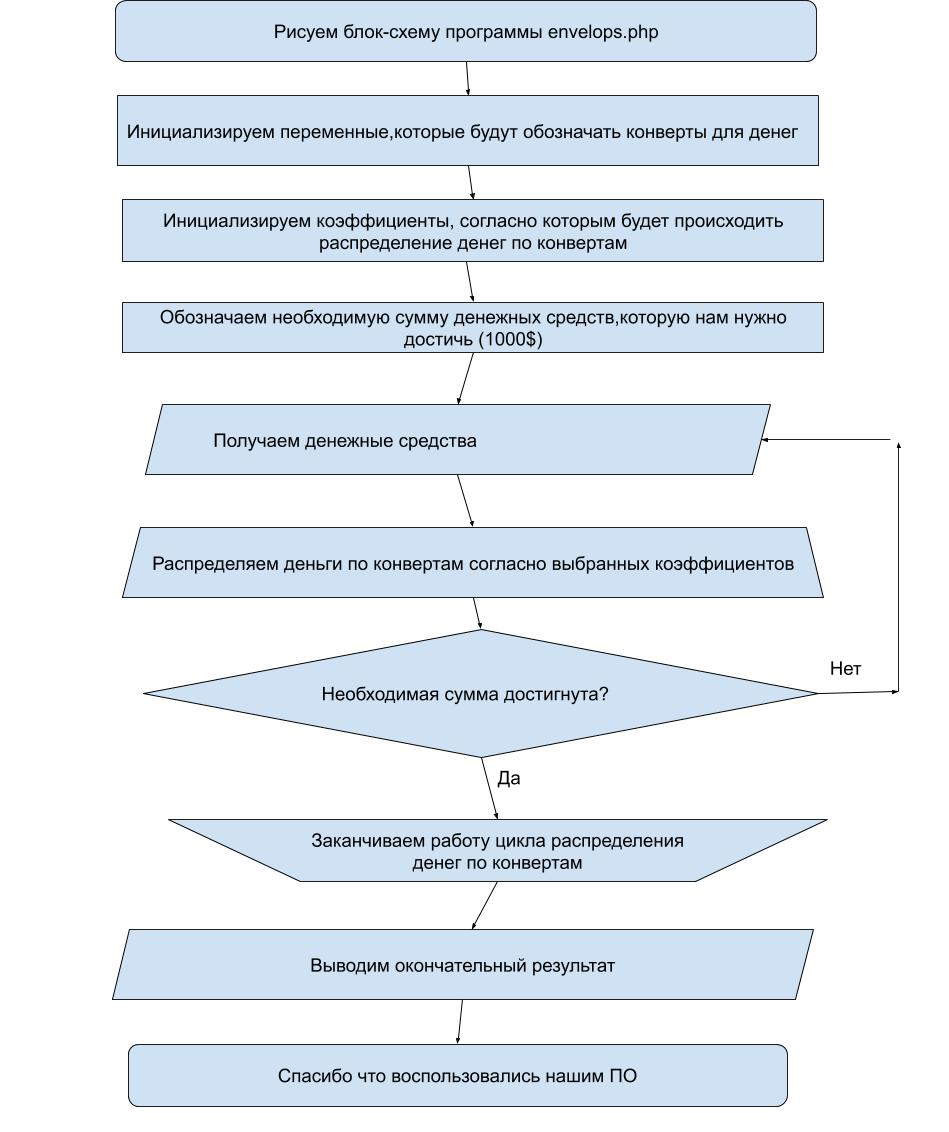 Рисуем блок-схему программы envelops.php
Инициализируем переменные,которые будут обозначать конверты для денег
Инициализируем коэффициенты, согласно которым будет происходить
распределение денег по конвертам
Обозначаем необходимую сумму денежных средств,которую нам нужно
достичь (1000$)
Получаем денежные средства
Распределяем деньги по конвертам согласно выбранных коэффициентов
Необходимая сумма достигнута?
Нет
Да
Заканчиваем работу цикла распределения
денег по конвертам
Выводим окончательный результат
Спасибо что воспользовались нашим ПО